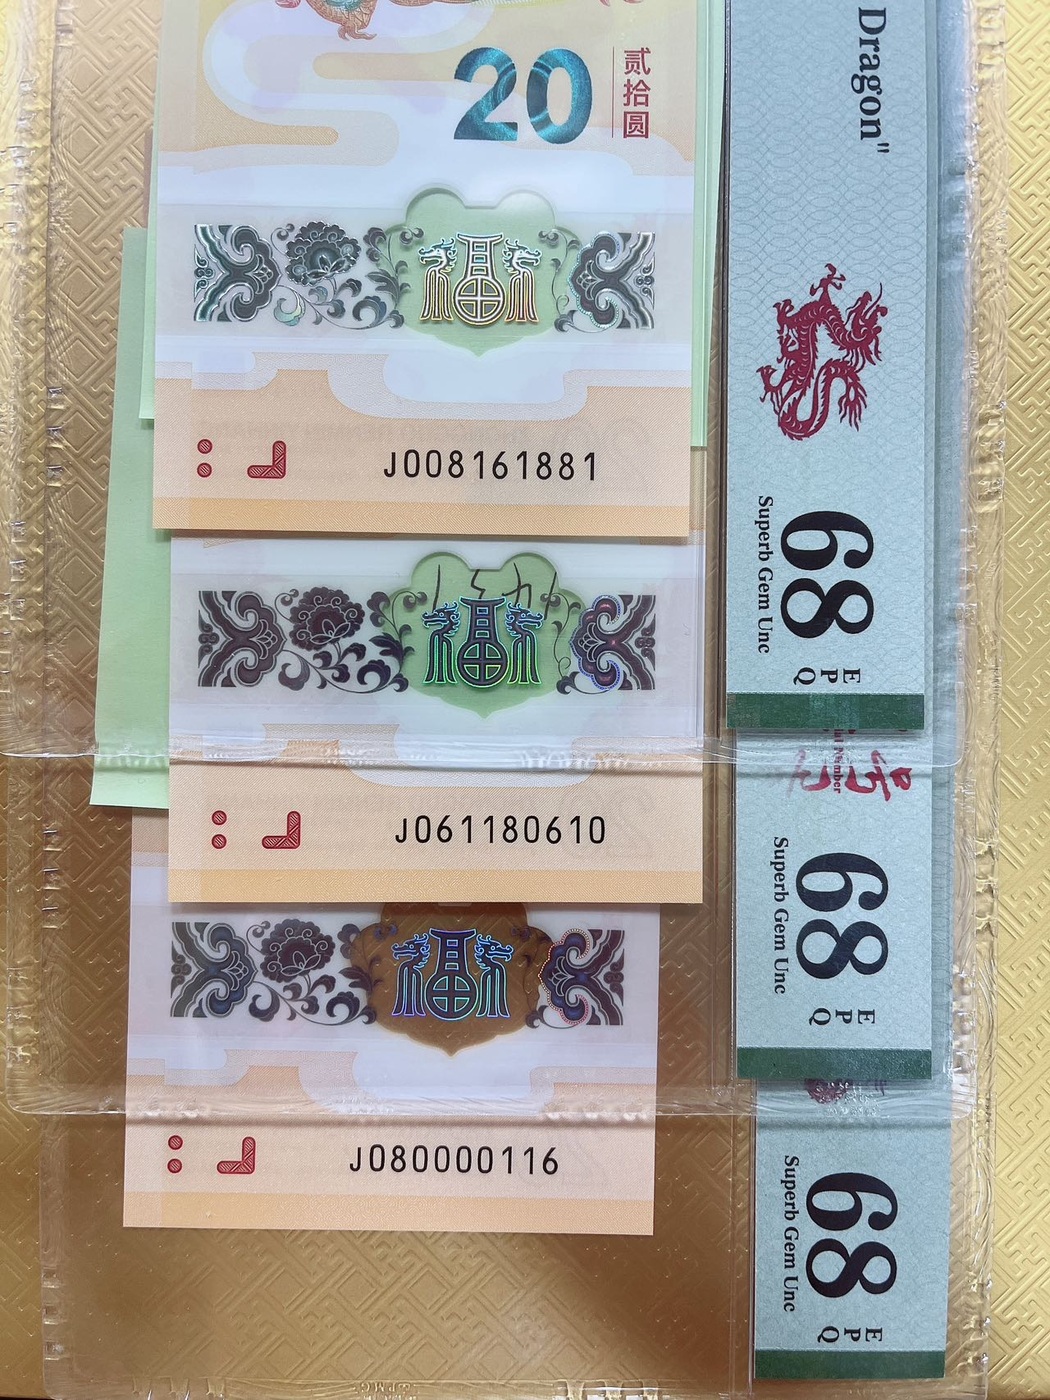 20
贰拾圆
J008161881
Dragon"
68
Superb Gem Unc
EPQ
J061180610
68
Superb Gem Unc
EPQ
J080000116
68
Superb Gem Unc
EPQ